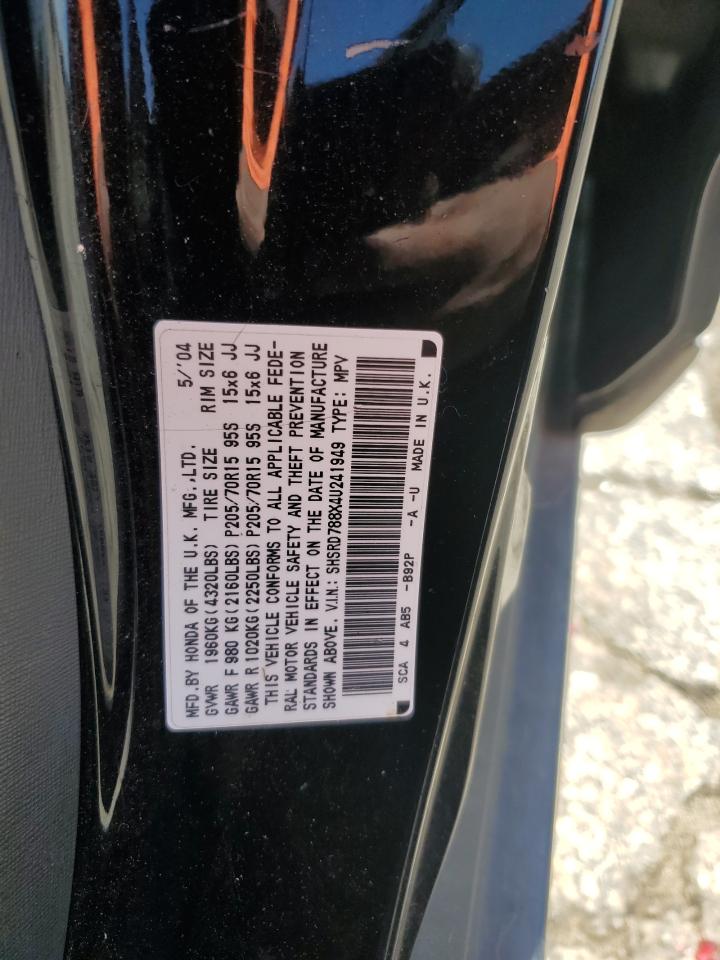 MFD.BY HONDA OF THE U.K. MFG.,LTD. 5/'04
GVWR 1960KG(4320LBS) TIRE SIZE RIM SIZE
GAWR F 980 KG(2160LBS) P205/70R15 95S 15x6 JJ
GAWR R 1020KG(2250LBS) P205/70R15 95S 15x6 JJ
THIS VEHICLE CONFORMS TO ALL APPLICABLE FEDE-
RAL MOTOR VEHICLE SAFETY AND THEFT PREVENTION
STANDARDS IN EFFECT ON THE DATE OF MANUFACTURE
SHOWN ABOVE. V.I.N.: SHSRD788X4U241949 TYPE: MPV
SCA 4 AB5 -B92P -A -U MADE IN U.K.